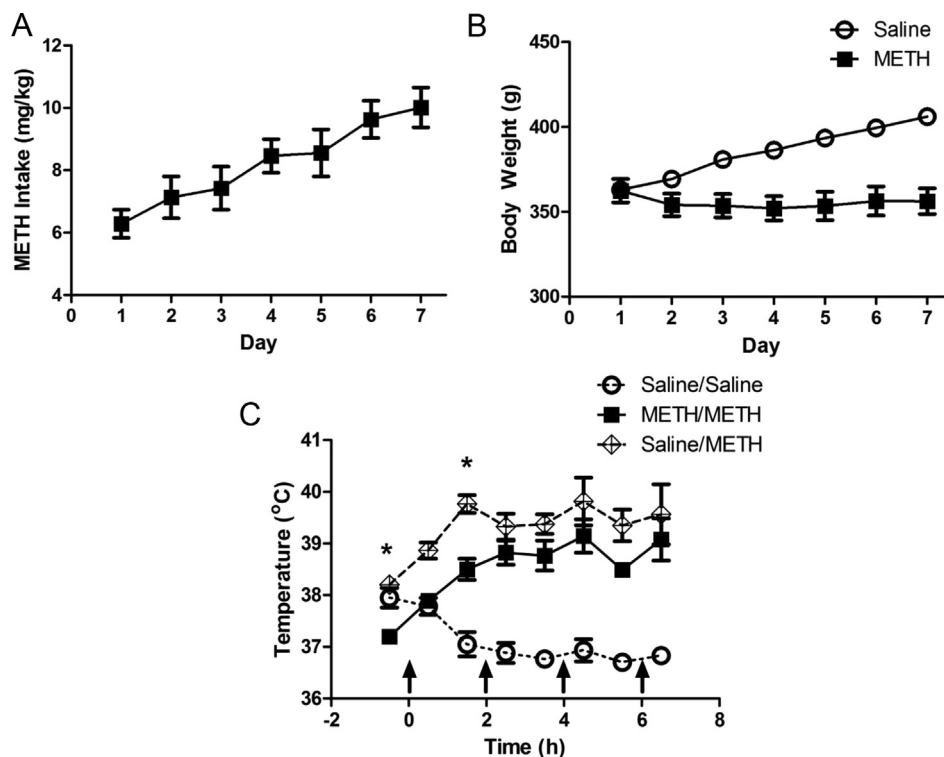 A
METH Intake (mg/kg)
12
10
8
6
4
0 1 2 3 4 5 6 7
Day
B
Saline
METH
Body Weight (g)
450
400
350
300
0 1 2 3 4 5 6 7
Day
C
Saline/Saline
METH/METH
Saline/METH
Temperature (°C)
41
40
39
38
37
36
*
*
-2 0 2 4 6 8
Time (h)